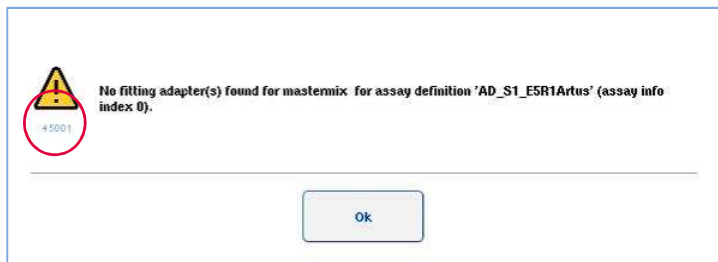 No fitting adapter(s) found for mastermix for assay definition 'AD_S1_E5R1Artus' (assay info
index 0).
45001
Ok